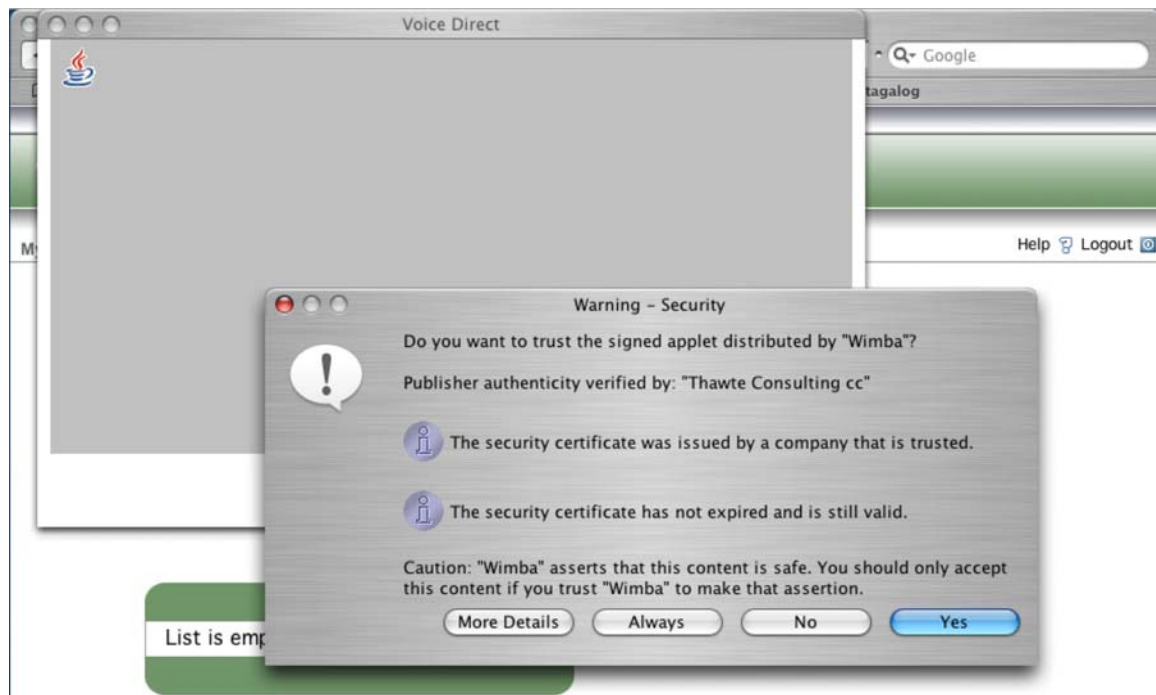 Voice Direct
Google
tagalog
Help Logout
Warning – Security
Do you want to trust the signed applet distributed by "Wimba"?
Publisher authenticity verified by: "Thawte Consulting cc"
The security certificate was issued by a company that is trusted.
The security certificate has not expired and is still valid.
Caution: "Wimba" asserts that this content is safe. You should only accept
this content if you trust "Wimba" to make that assertion.
More Details Always No Yes
List is